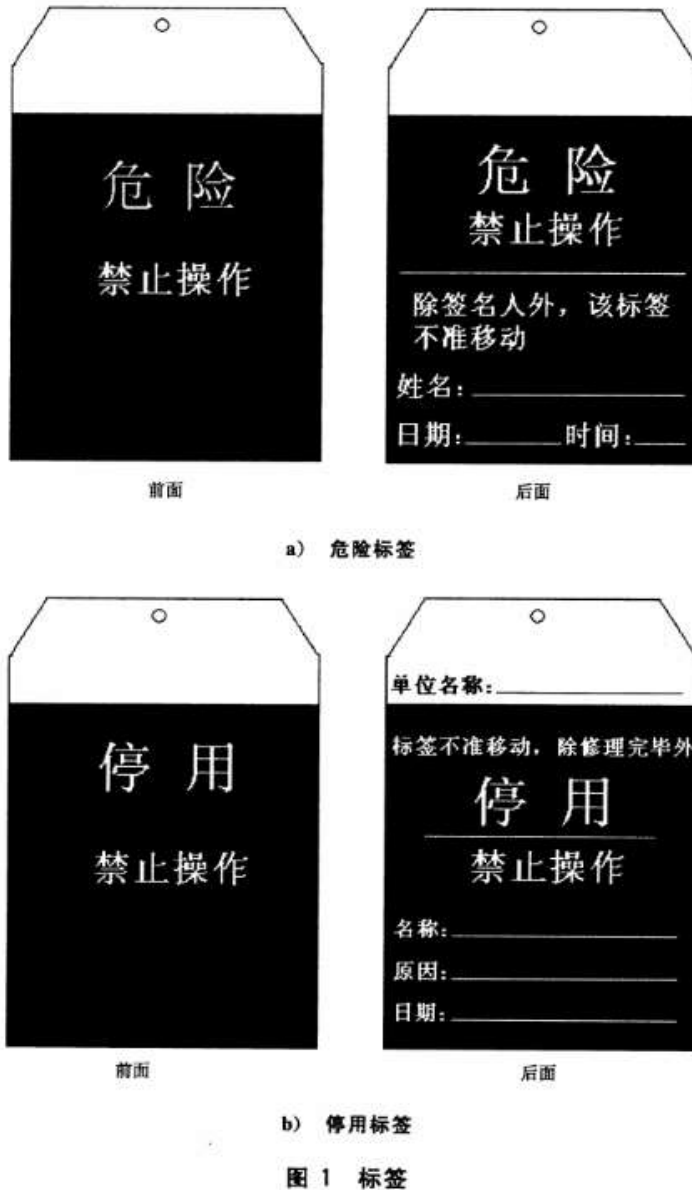 危 险
禁止操作
前面
危 险
禁止操作
除签名人外，该标签
不准移动
姓名：
日期： 时间：
后面
a） 危险标签
停 用
禁止操作
前面
单位名称：
标签不准移动，除修理完毕外
停 用
禁止操作
名称：
原因：
日期：
后面
b） 停用标签
图 1 标签